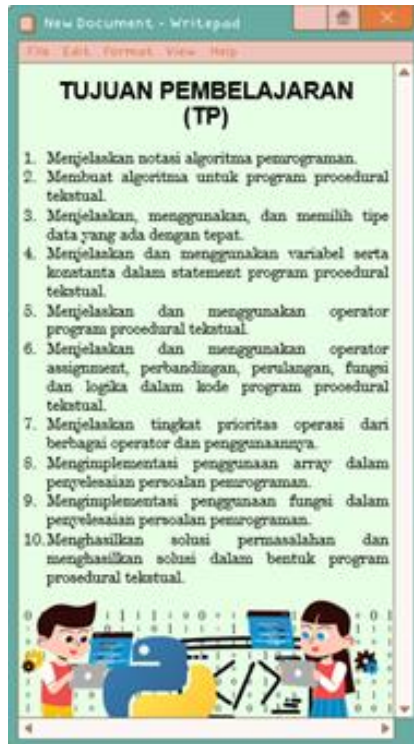 New Document - Writepad
File Edit Format View Help
TUJUAN PEMBELAJARAN
(TP)
1. Menjelaskan notasi algoritma pemrograman.
2. Membuat algoritma untuk program procedural
tekstual.
3. Menjelaskan, menggunakan, dan memilih tipe
data yang ada dengan tepat.
4. Menjelaskan dan menggunakan variabel serta
konstanta dalam statement program procedural
tekstual.
5. Menjelaskan dan menggunakan operator
program procedural tekstual.
6. Menjelaskan dan menggunakan operator
assignment, perbandingan, perulangan, fungsi
dan logika dalam kode program procedural
tekstual.
7. Menjelaskan tingkat prioritas operasi dari
berbagai operator dan penggunaannya.
8. Mengimplementasi penggunaan array dalam
penyelesaian persoalan pemrograman.
9. Mengimplementasi penggunaan fungsi dalam
penyelesaian persoalan pemrograman.
10. Menghasilkan solusi permasalahan dan
menghasilkan solusi dalam bentuk program
prosedural tekstual.